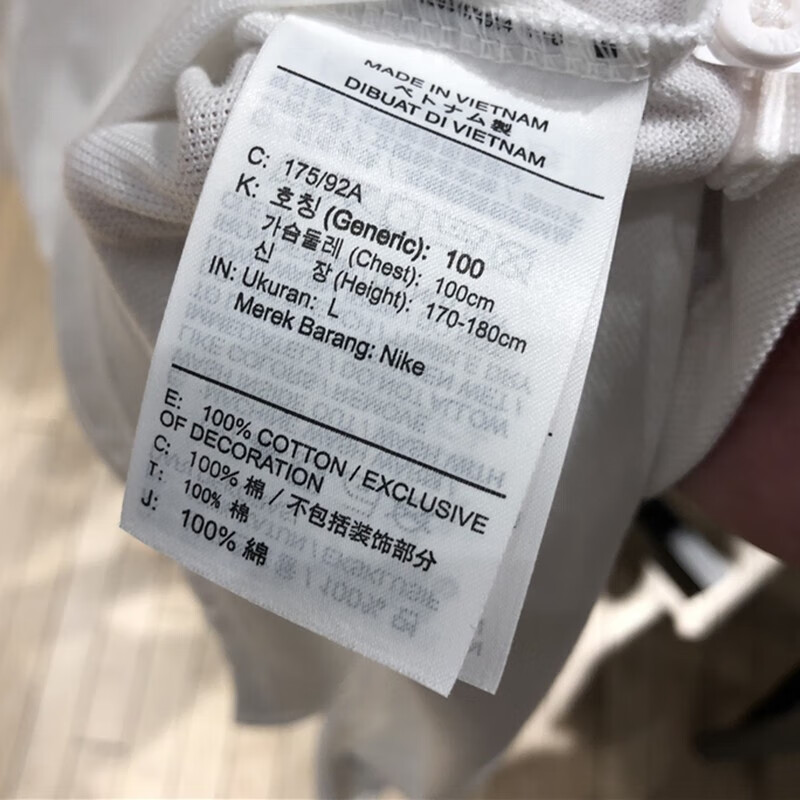 MADE IN VIETNAM
ベトナム製
DIBUAT DI VIETNAM
C: 175/92A
K: 호칭 (Generic): 100
가슴둘레 (Chest): 100cm
신 장 (Height): 170-180cm
IN: Ukuran: L
Merek Barang: Nike
E: 100% COTTON / EXCLUSIVE
OF DECORATION
C: 100% 棉 / 不包括装饰部分
T: 100% 棉
J: 100% 綿